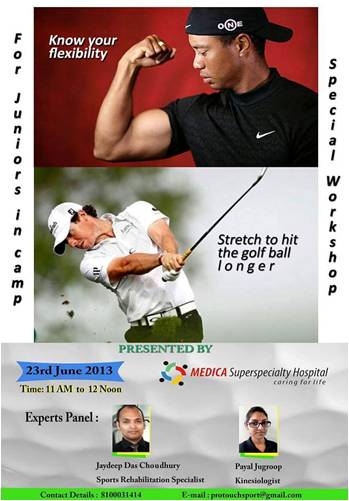 For Juniors in camp
Know your
flexibility
ONE
Special Workshop
Stretch to hit
the golf ball
longer
PRESENTED BY
23rd June 2013
MEDICA Superspecialty Hospital
caring for life
Time: 11 AM to 12 Noon
Experts Panel :
Jaydeep Das Choudhury
Sports Rehabilitation Specialist
Payal Jugroop
Kinesiologist
Contact Details : 8100031414
E-mail : protouchsport@gmail.com